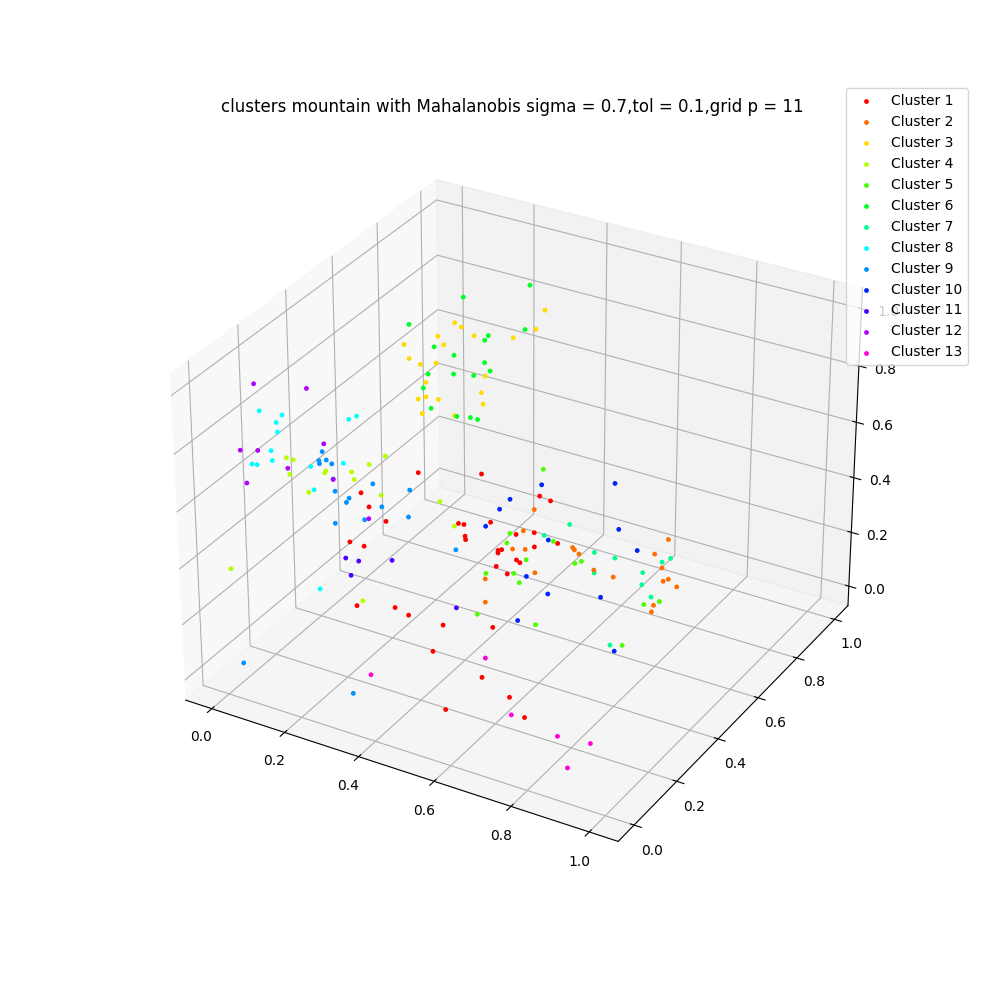 clusters mountain with Mahalanobis sigma = 0.7,tol = 0.1,grid p = 11
Cluster 1
Cluster 2
Cluster 3
Cluster 4
Cluster 5
Cluster 6
Cluster 7
Cluster 8
Cluster 9
Cluster 10
Cluster 11
Cluster 12
Cluster 13
0.8
0.6
0.4
0.2
0.0
1.0
0.8
0.6
0.4
0.2
0.0
0.0
0.2
0.4
0.6
0.8
1.0